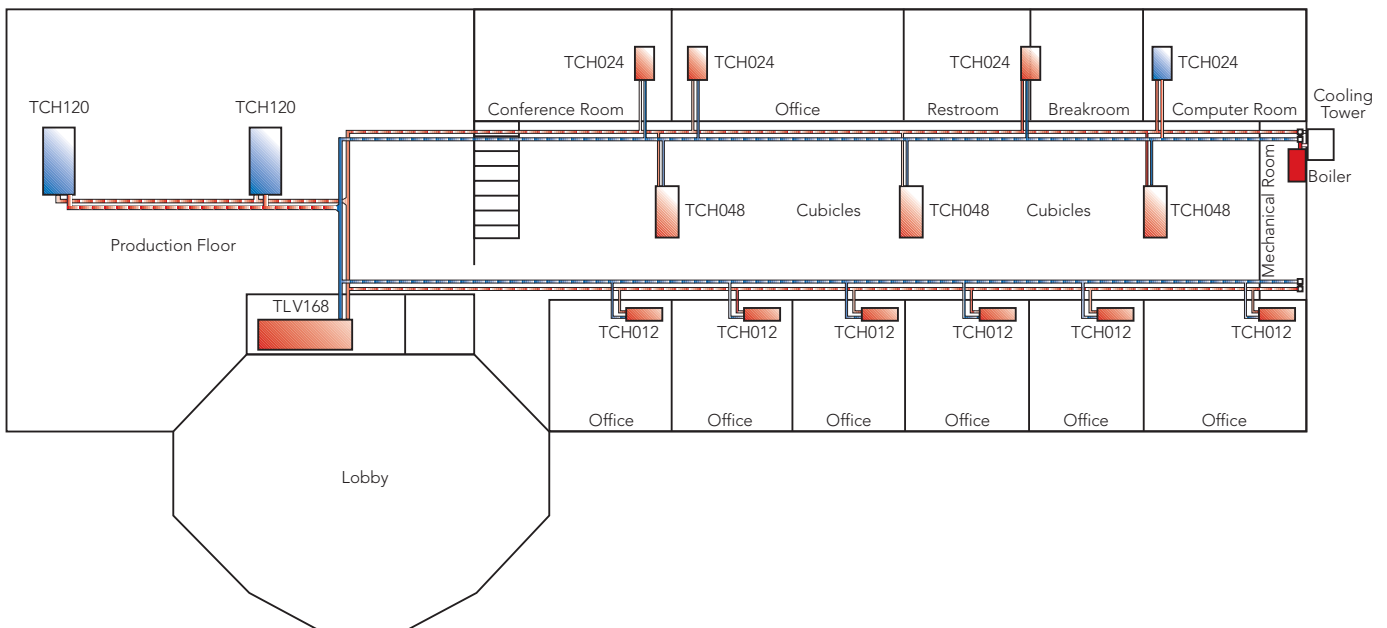 TCH024
TCH024
TCH024
TCH024
Conference Room
Office
Restroom
Breakroom
Computer Room
Cooling
Tower
TCH120
TCH120
Mechanical Room
Boiler
TCH048
Cubicles
TCH048
Cubicles
TCH048
Production Floor
TLV168
TCH012
TCH012
TCH012
TCH012
TCH012
TCH012
Office
Office
Office
Office
Office
Office
Lobby